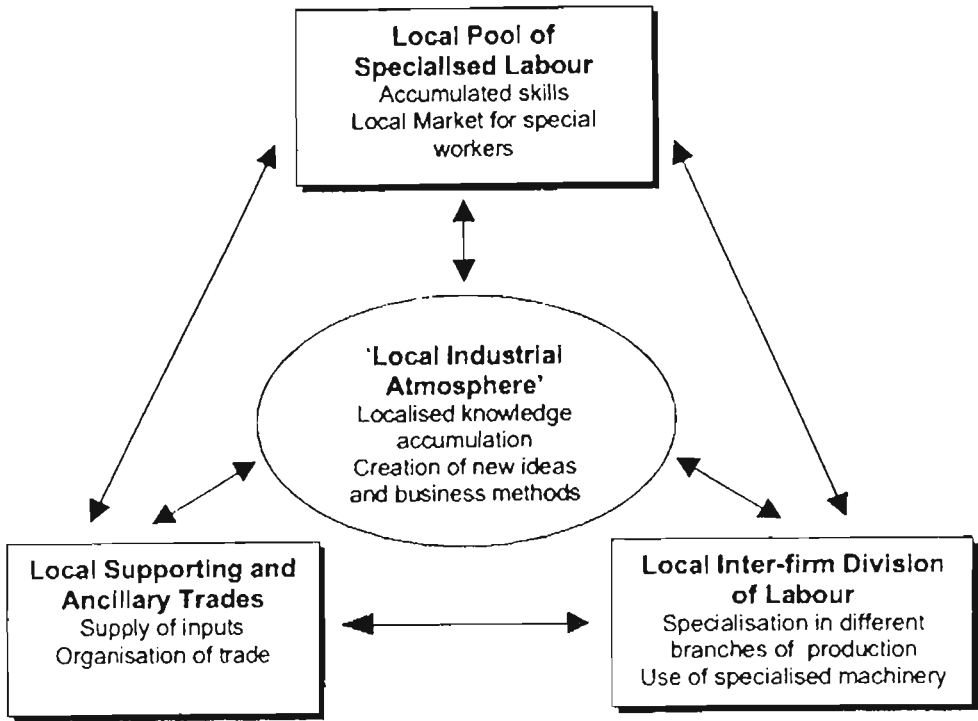 Local Pool of
Specialised Labour
Accumulated skills
Local Market for special
workers
'Local Industrial
Atmosphere'
Localised knowledge
accumulation
Creation of new ideas
and business methods
Local Supporting and
Ancillary Trades
Supply of inputs
Organisation of trade
Local Inter-firm Division
of Labour
Specialisation in different
branches of production
Use of specialised machinery